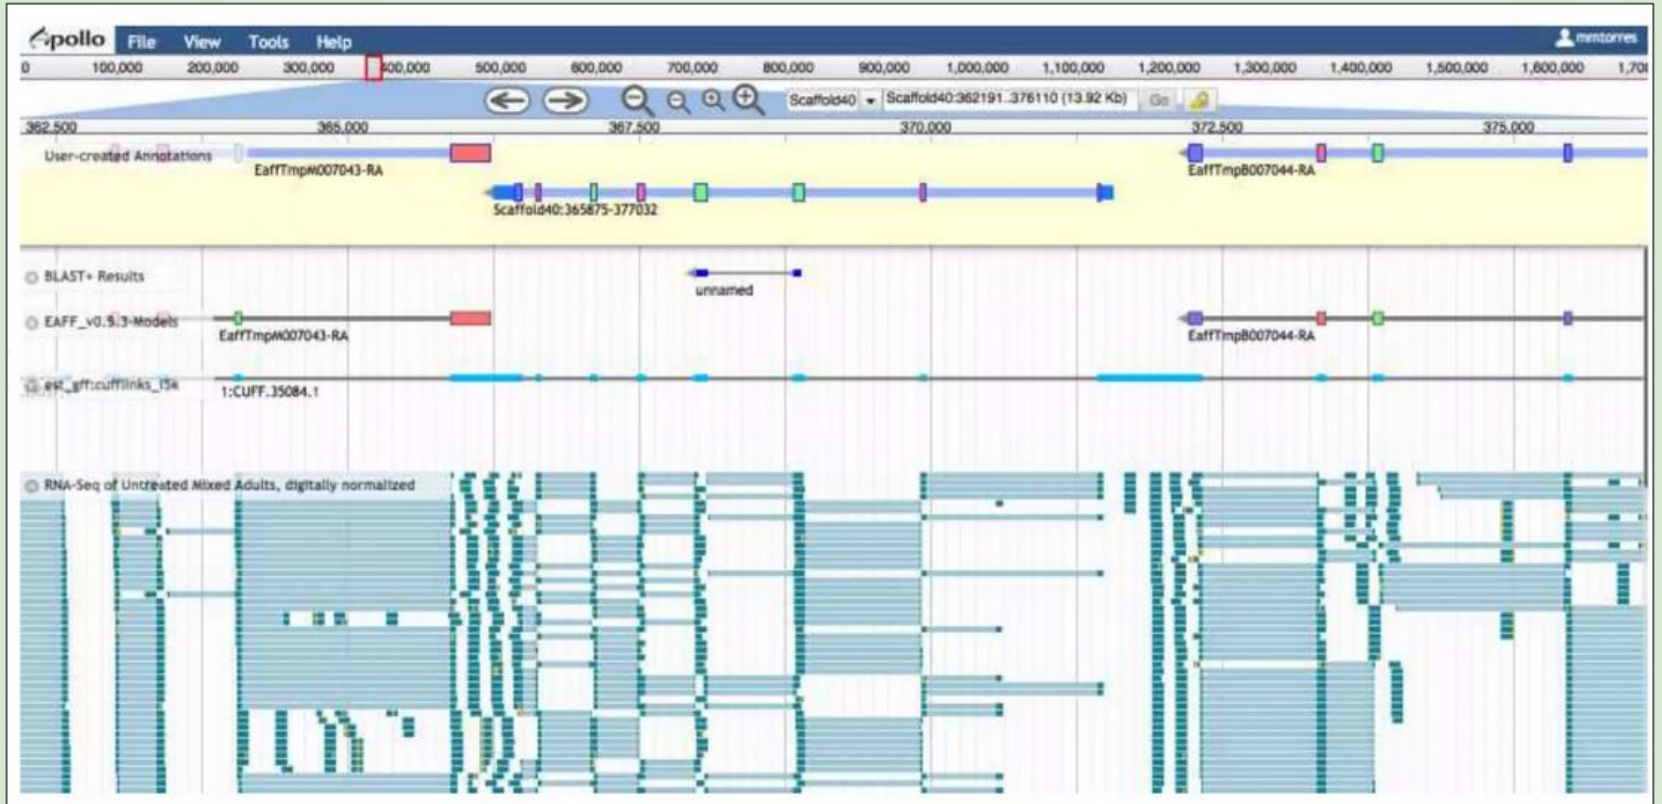 Apollo File View Tools Help mmtorres
0 100,000 200,000 300,000 400,000 500,000 600,000 700,000 800,000 900,000 1,000,000 1,100,000 1,200,000 1,300,000 1,400,000 1,500,000 1,600,000 1,70
Scaffold40 Scaffold40:362191..376110 (13.92 Kb) Go
362,500 365,000 367,500 370,000 372,500 375,000
User-created Annotations
EaffTmpM007043-RA EaffTmpB007044-RA
Scaffold40:365875-377032
BLAST+ Results
unnamed
EAFF_v0.5.3-Models
EaffTmpM007043-RA EaffTmpB007044-RA
est_gff:cufflinks_i5k
1:CUFF.35084.1
RNA-Seq of Untreated Mixed Adults, digitally normalized